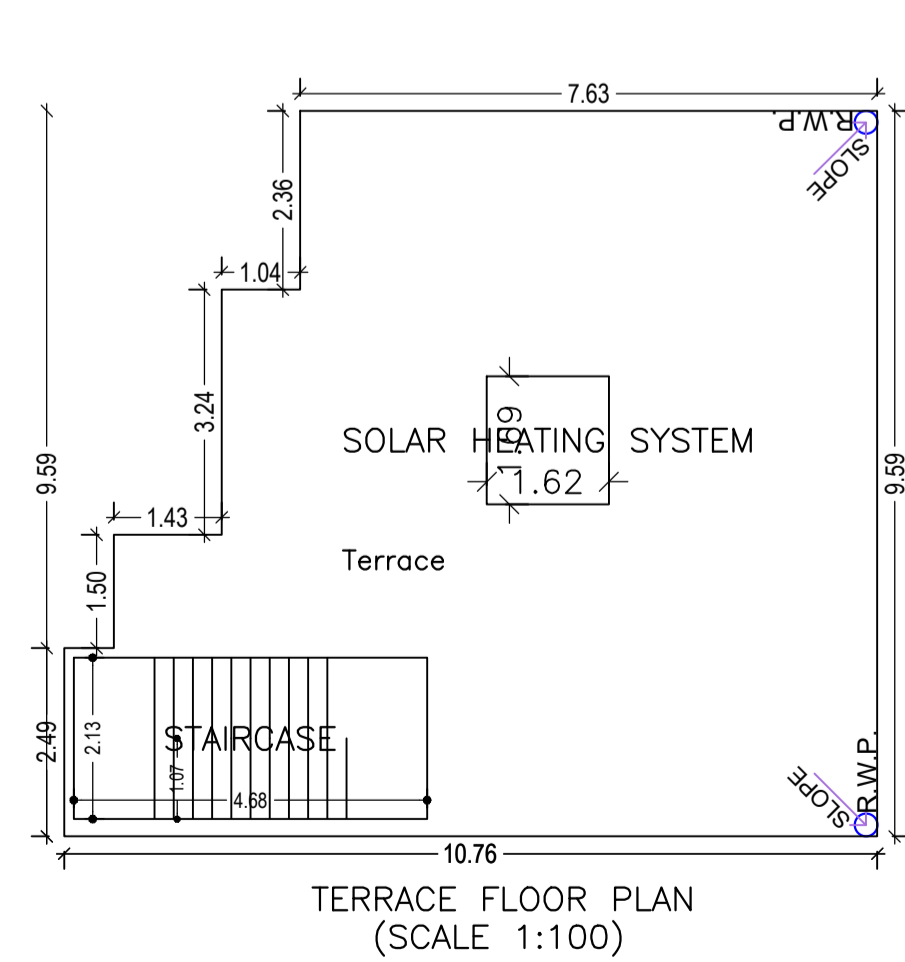 7.63
R.W.P.
SLOPE
2.36
1.04
3.24
9.59
9.59
1.69
SOLAR HEATING SYSTEM
1.62
1.43
Terrace
1.50
2.49
2.13
STAIRCASE
1.07
4.68
SLOPE
R.W.P.
10.76
TERRACE FLOOR PLAN
(SCALE 1:100)